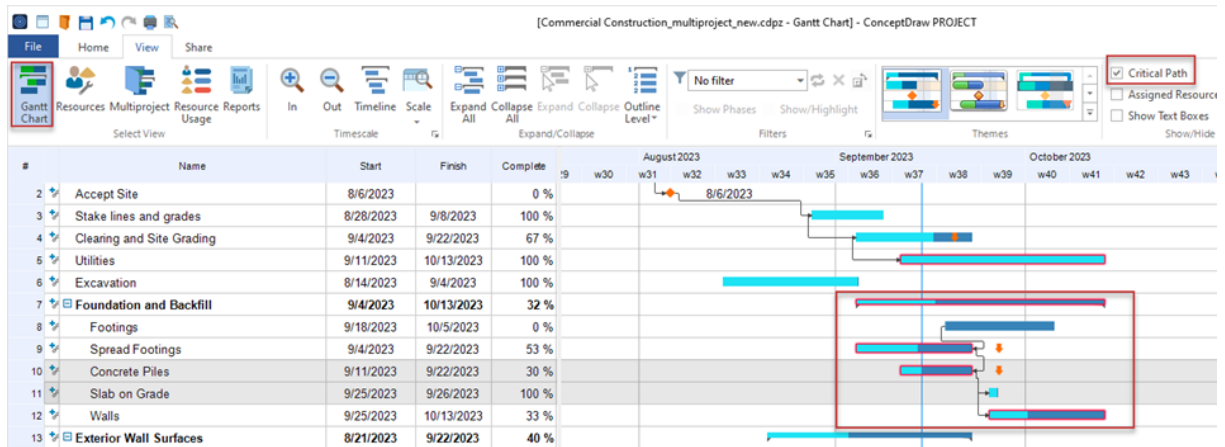 [Commercial Construction_multiproject_new.cdpz - Gantt Chart] - ConceptDraw PROJECT
File Home View Share
Gantt Chart
Resources
Multiproject
Resource Usage
Reports
In
Out
Timeline
Scale
Expand All
Collapse All
Expand
Collapse
Outline Level
No filter
Show Phases
Show/Highlight
Critical Path
Assigned Resource
Show Text Boxes
Select View
Timescale
Expand/Collapse
Filters
Themes
Show/Hide
# Name Start Finish Complete
August 2023 September 2023 October 2023
29 w30 w31 w32 w33 w34 w35 w36 w37 w38 w39 w40 w41 w42 w43
2 Accept Site 8/6/2023 0 % 8/6/2023
3 Stake lines and grades 8/28/2023 9/8/2023 100 %
4 Clearing and Site Grading 9/4/2023 9/22/2023 67 %
5 Utilities 9/11/2023 10/13/2023 100 %
6 Excavation 8/14/2023 9/4/2023 100 %
7 Foundation and Backfill 9/4/2023 10/13/2023 32 %
8 Footings 9/18/2023 10/5/2023 0 %
9 Spread Footings 9/4/2023 9/22/2023 53 %
10 Concrete Piles 9/11/2023 9/22/2023 30 %
11 Slab on Grade 9/25/2023 9/26/2023 100 %
12 Walls 9/25/2023 10/13/2023 33 %
13 Exterior Wall Surfaces 8/21/2023 9/22/2023 40 %